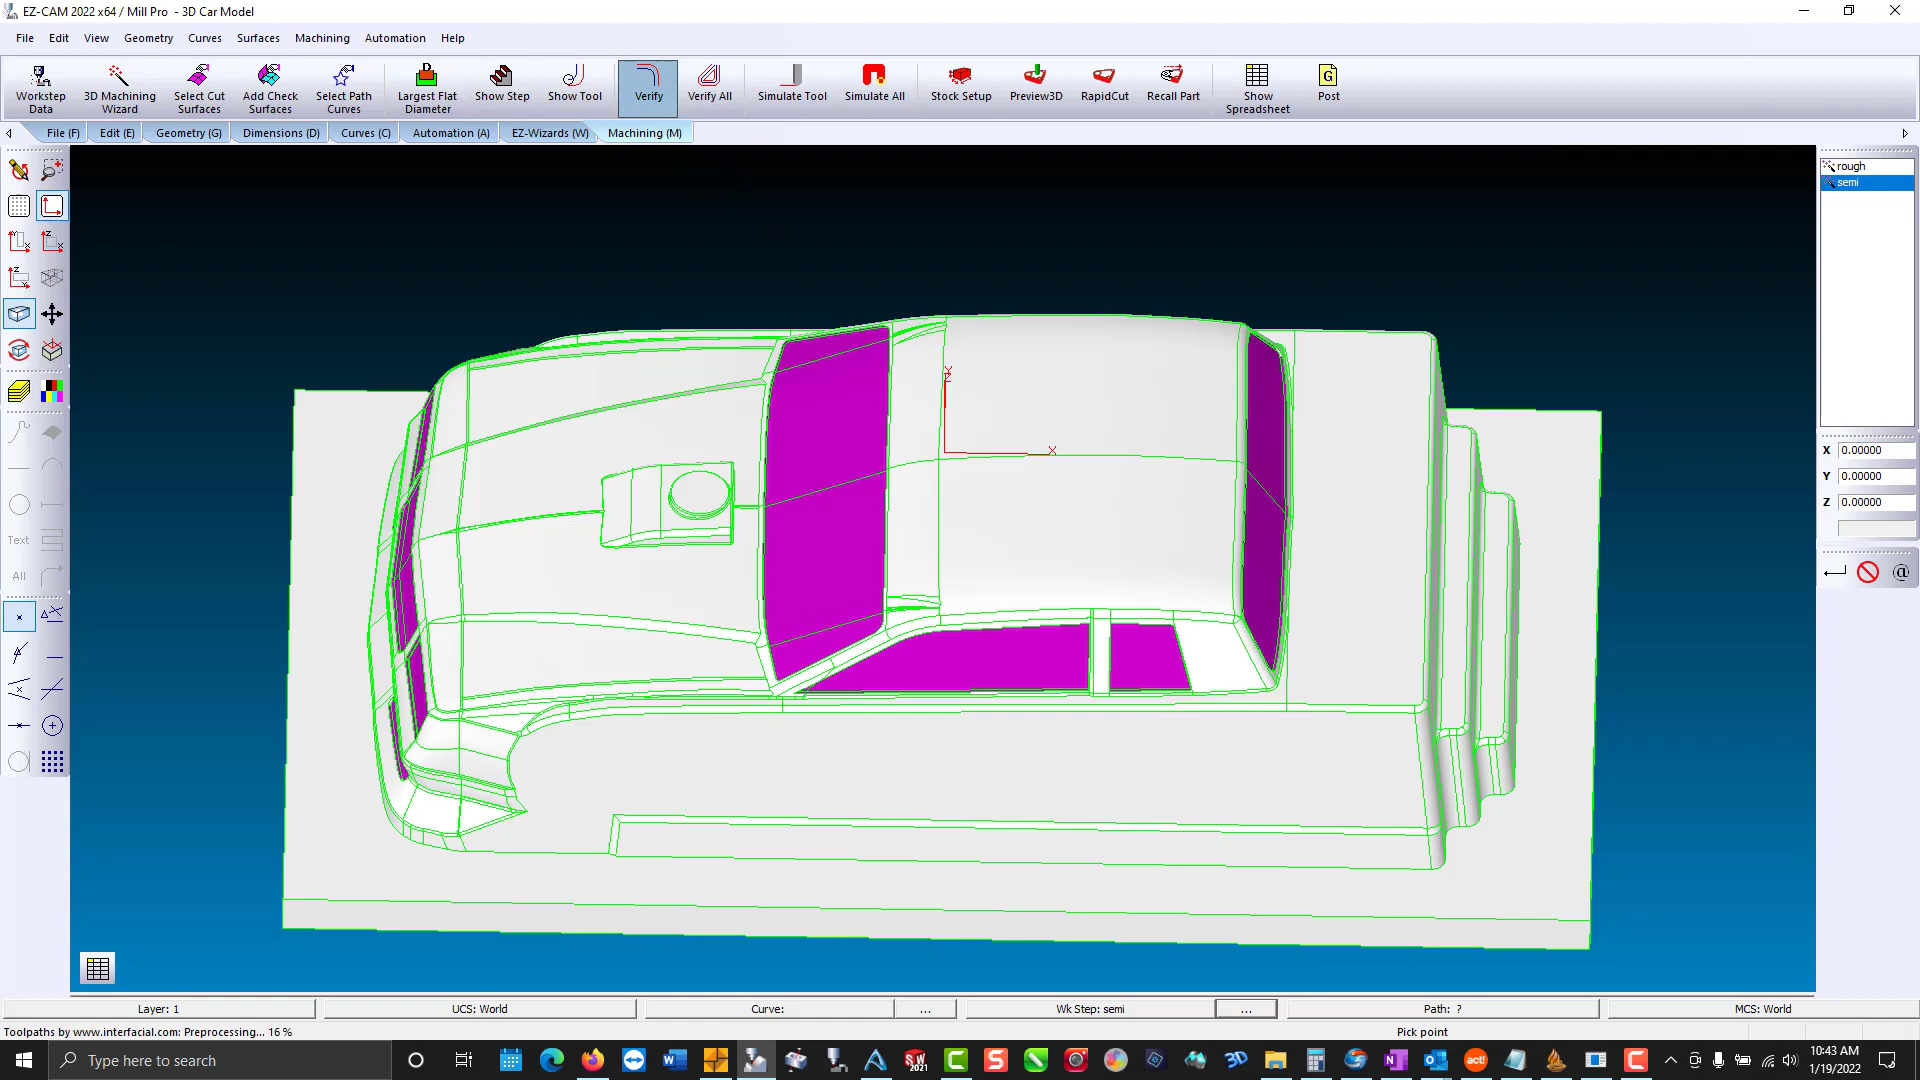 EZ-CAM 2022 x64 / Mill Pro - 3D Car Model
File Edit View Geometry Curves Surfaces Machining Automation Help
Workstep Data
3D Machining Wizard
Select Cut Surfaces
Add Check Surfaces
Select Path Curves
D
Largest Flat Diameter
Show Step
Show Tool
Verify
Verify All
Simulate Tool
Simulate All
Stock Setup
Preview3D
RapidCut
Recall Part
Show Spreadsheet
G
Post
File (F) Edit (E) Geometry (G) Dimensions (D) Curves (C) Automation (A) EZ-Wizards (W) Machining (M)
rough
semi
X 0.00000
Y 0.00000
Z 0.00000
@
Text
All
Y
Z
X
Layer: 1 UCS: World Curve: ... Wk Step: semi ... Path: ? MCS: World
Toolpaths by www.interfacial.com: Preprocessing... 16 % Pick point
Type here to search
SW 2021
3D
act!
10:43 AM
1/19/2022